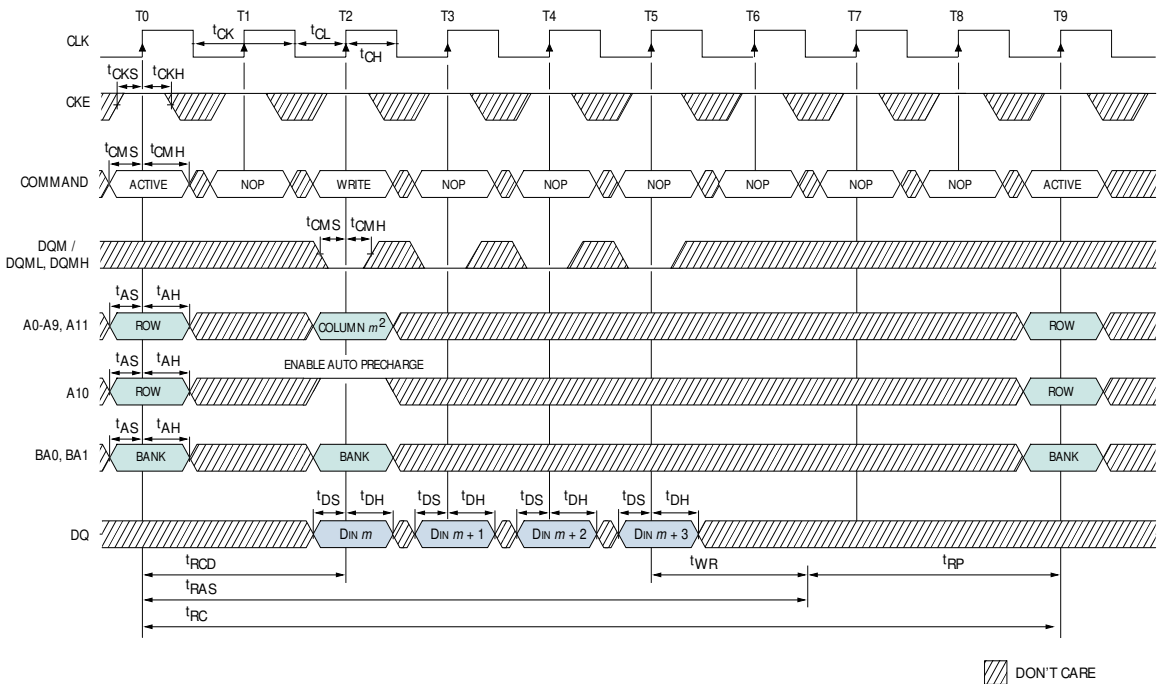 T0 T1 T2 T3 T4 T5 T6 T7 T8 T9
CLK tCK tCL tCH
tCKS tCKH
CKE
tCMS tCMH
COMMAND ACTIVE NOP WRITE NOP NOP NOP NOP NOP NOP ACTIVE
tCMS tCMH
DQM /
DQML, DQMH
tAS tAH
A0-A9, A11 ROW COLUMN m2 ROW
tAS tAH ENABLE AUTO PRECHARGE
A10 ROW ROW
tAS tAH
BA0, BA1 BANK BANK BANK
tDS tDH tDS tDH tDS tDH tDS tDH
DQ DIN m DIN m + 1 DIN m + 2 DIN m + 3
tRCD tWR tRP
tRAS
tRC
DON'T CARE